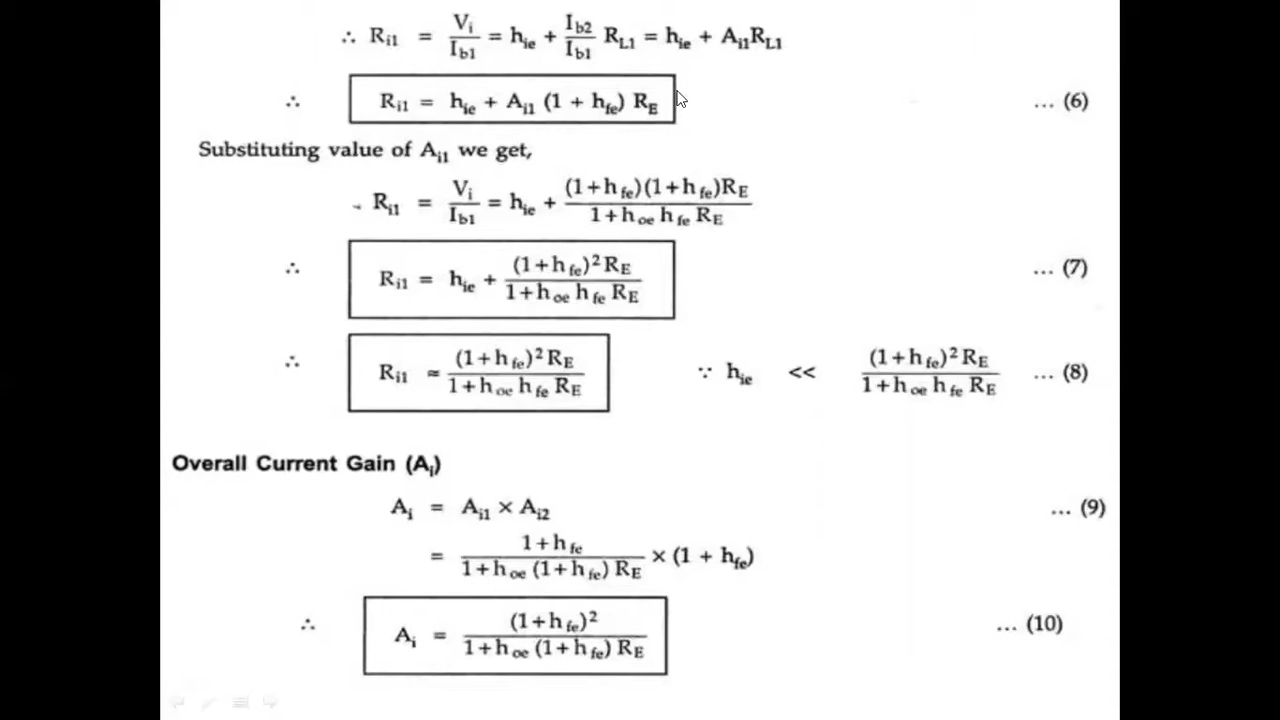 ∴ R_i1 = V_i / I_b1 = h_ie + (I_b2 / I_b1) R_L1 = h_ie + A_i1 R_L1
∴ R_i1 = h_ie + A_i1 (1 + h_fe) R_E ... (6)
Substituting value of A_i1 we get,
R_i1 = V_i / I_b1 = h_ie + (1+h_fe)(1+h_fe)R_E / 1+h_oe h_fe R_E
∴ R_i1 = h_ie + (1+h_fe)² R_E / 1+h_oe h_fe R_E ... (7)
∴ R_i1 ≈ (1+h_fe)² R_E / 1+h_oe h_fe R_E ∵ h_ie << (1+h_fe)² R_E / 1+h_oe h_fe R_E ... (8)
Overall Current Gain (A_i)
A_i = A_i1 × A_i2 ... (9)
= 1+h_fe / 1+h_oe (1+h_fe) R_E × (1 + h_fe)
∴ A_i = (1+h_fe)² / 1+h_oe (1+h_fe) R_E ... (10)